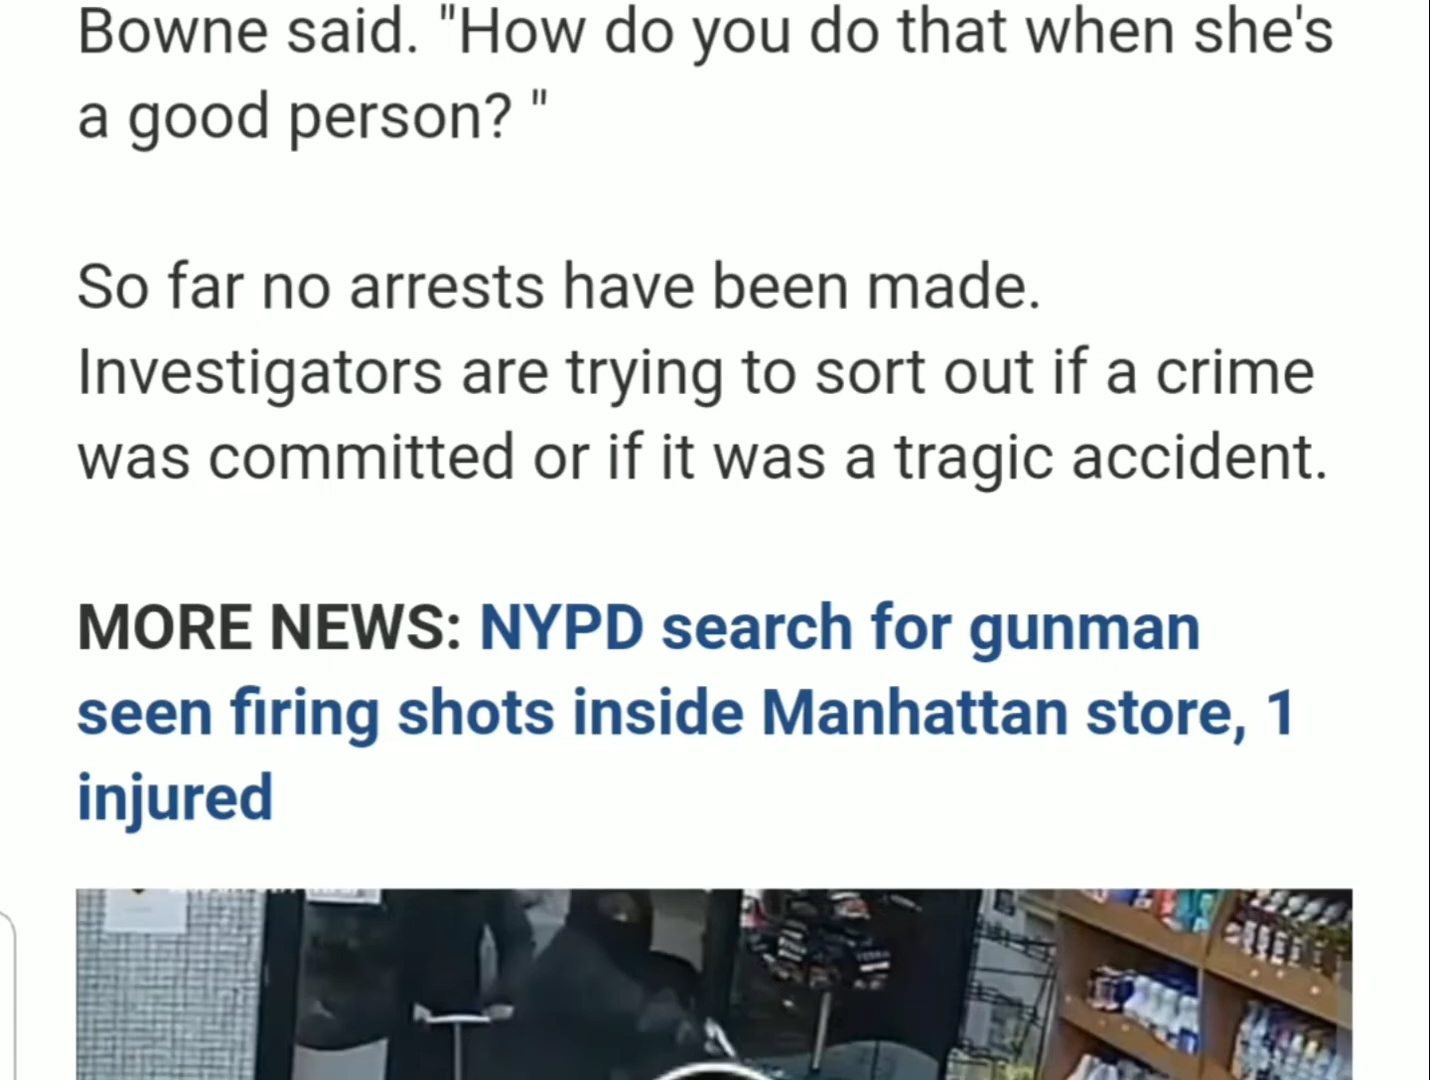 Bowne said. "How do you do that when she's
a good person? "
So far no arrests have been made.
Investigators are trying to sort out if a crime
was committed or if it was a tragic accident.
MORE NEWS: NYPD search for gunman
seen firing shots inside Manhattan store, 1
injured